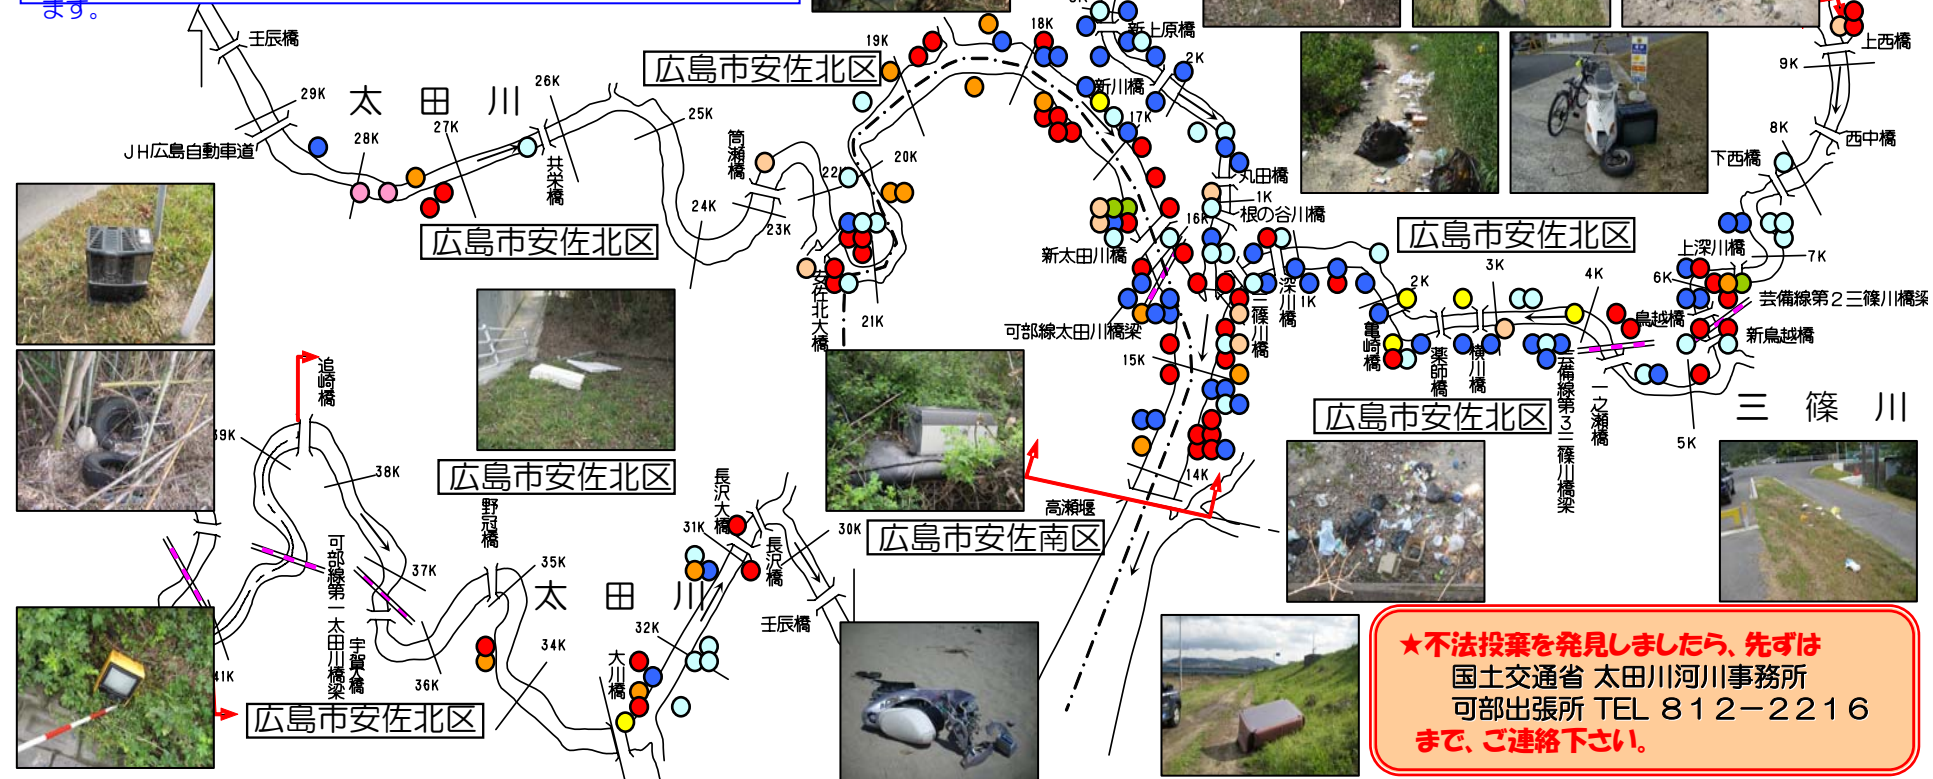 ます。
壬辰橋
29K
太田川
26K
JH広島自動車道
28K
27K
共栄橋
25K
広島市安佐北区
筒瀬橋
24K
23K
22K
20K
19K
広島市安佐北区
18K
新上原橋
2K
新川橋
17K
丸田橋
1K
根の谷川橋
16K
新太田川橋
安佐北大橋
21K
可部線太田川橋梁
15K
三篠川橋
深川橋
1K
広島市安佐北区
2K
3K
4K
亀崎橋
薬師橋
横川橋
芸備線第3三篠川橋梁
一之瀬橋
鳥越橋
5K
6K
上深川橋
7K
芸備線第2三篠川橋梁
新鳥越橋
下西橋
8K
西中橋
9K
上西橋
三篠川
広島市安佐北区
14K
高瀬堰
広島市安佐南区
追崎橋
39K
38K
広島市安佐北区
野冠橋
可部線第一太田川橋梁
宇賀大橋
37K
36K
35K
太田川
34K
41K
広島市安佐北区
大川橋
32K
31K
長沢大橋
長沢橋
30K
壬辰橋
★不法投棄を発見しましたら、先ずは
国土交通省 太田川河川事務所
可部出張所 TEL 812-2216
まで、ご連絡下さい。